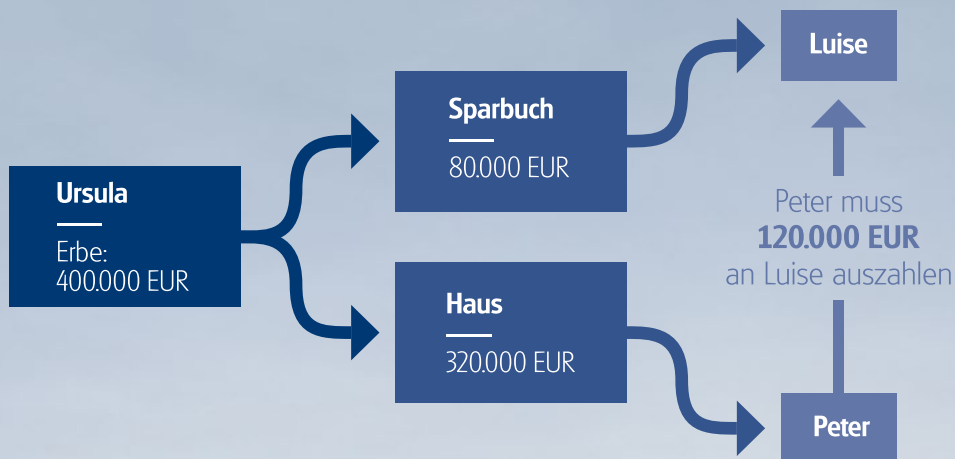 Ursula
Erbe:
400.000 EUR
Sparbuch
80.000 EUR
Haus
320.000 EUR
Luise
Peter muss
120.000 EUR
an Luise auszahlen
Peter